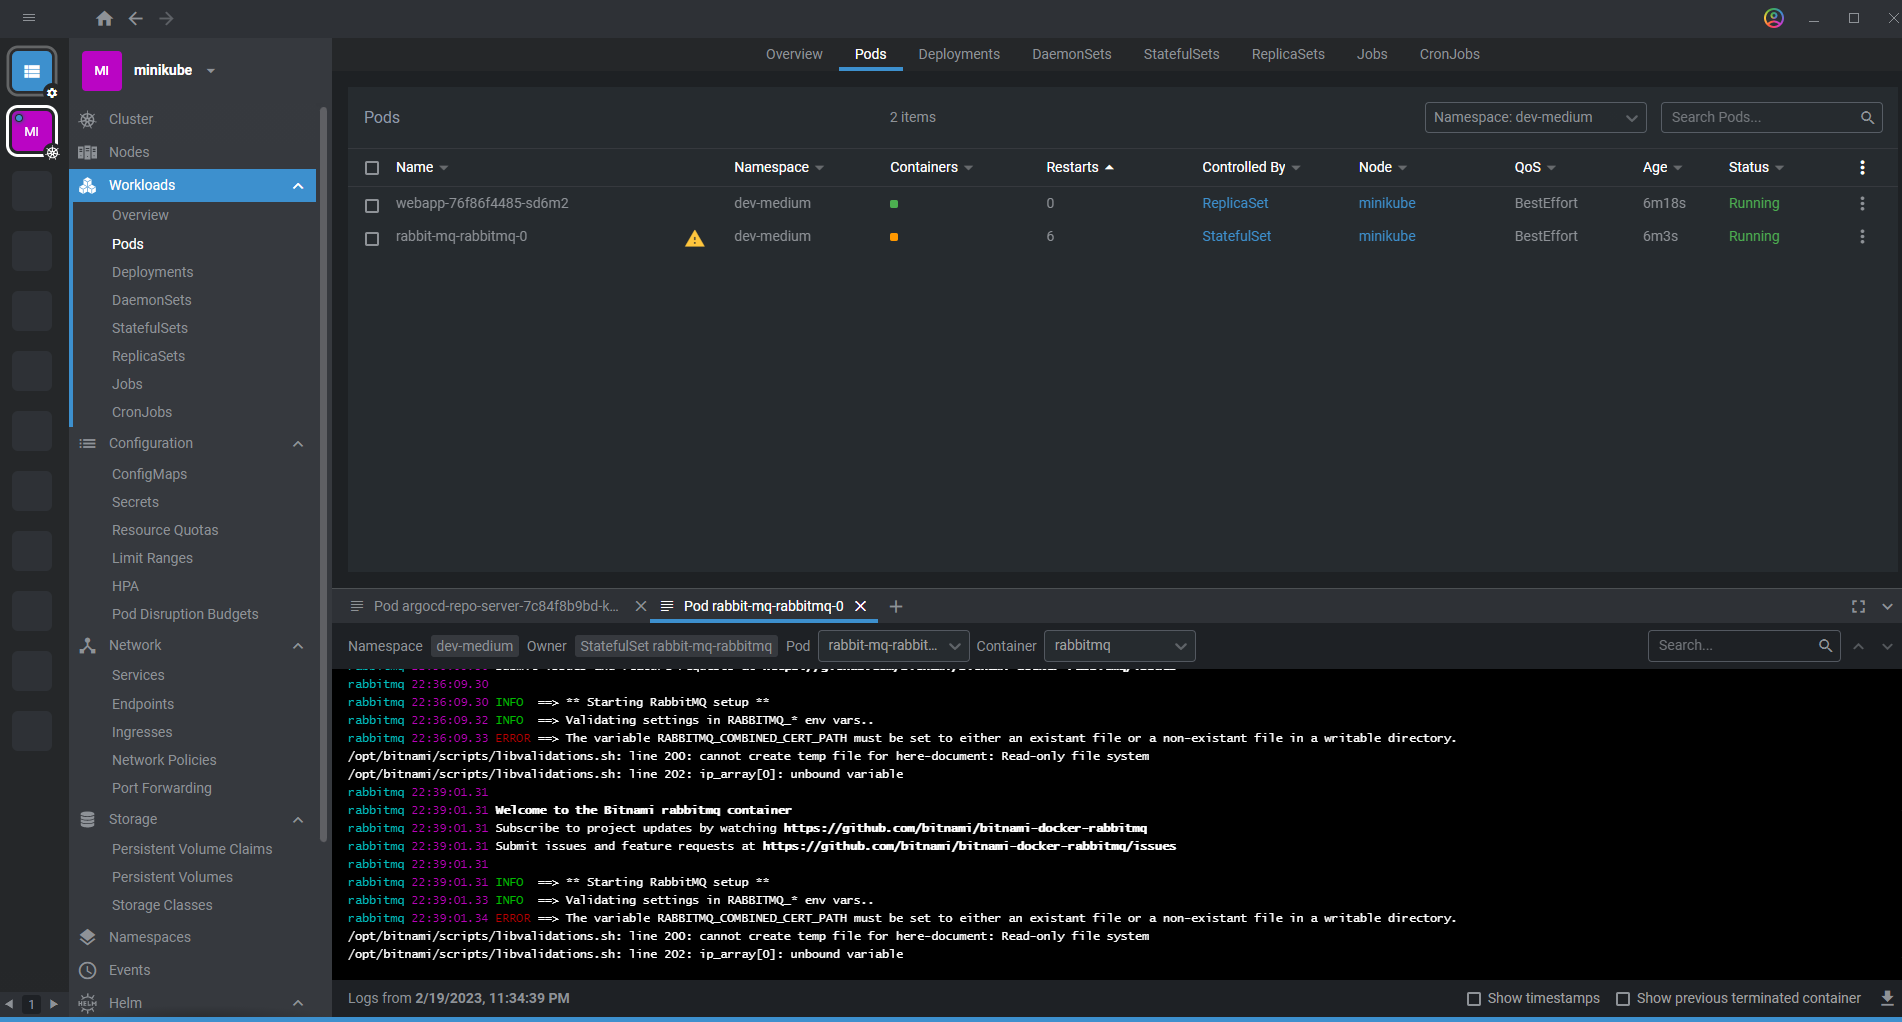 MI minikube
MI
Cluster
Nodes
Workloads
Overview
Pods
Deployments
DaemonSets
StatefulSets
ReplicaSets
Jobs
CronJobs
Configuration
ConfigMaps
Secrets
Resource Quotas
Limit Ranges
HPA
Pod Disruption Budgets
Network
Services
Endpoints
Ingresses
Network Policies
Port Forwarding
Storage
Persistent Volume Claims
Persistent Volumes
Storage Classes
Namespaces
Events
HELM Helm
1
Overview Pods Deployments DaemonSets StatefulSets ReplicaSets Jobs CronJobs
Pods 2 items Namespace: dev-medium Search Pods...
Name Namespace Containers Restarts Controlled By Node QoS Age Status
webapp-76f86f4485-sd6m2 dev-medium 0 ReplicaSet minikube BestEffort 6m18s Running
rabbit-mq-rabbitmq-0 dev-medium 6 StatefulSet minikube BestEffort 6m3s Running
Pod argocd-repo-server-7c84f8b9bd-k... Pod rabbit-mq-rabbitmq-0
Namespace dev-medium Owner StatefulSet rabbit-mq-rabbitmq Pod rabbit-mq-rabbit... Container rabbitmq Search...
rabbitmq 22:36:09.30
rabbitmq 22:36:09.30 INFO ==> ** Starting RabbitMQ setup **
rabbitmq 22:36:09.32 INFO ==> Validating settings in RABBITMQ_* env vars..
rabbitmq 22:36:09.33 ERROR ==> The variable RABBITMQ_COMBINED_CERT_PATH must be set to either an existant file or a non-existant file in a writable directory.
/opt/bitnami/scripts/libvalidations.sh: line 200: cannot create temp file for here-document: Read-only file system
/opt/bitnami/scripts/libvalidations.sh: line 202: ip_array[0]: unbound variable
rabbitmq 22:39:01.31
rabbitmq 22:39:01.31 Welcome to the Bitnami rabbitmq container
rabbitmq 22:39:01.31 Subscribe to project updates by watching https://github.com/bitnami/bitnami-docker-rabbitmq
rabbitmq 22:39:01.31 Submit issues and feature requests at https://github.com/bitnami/bitnami-docker-rabbitmq/issues
rabbitmq 22:39:01.31
rabbitmq 22:39:01.31 INFO ==> ** Starting RabbitMQ setup **
rabbitmq 22:39:01.33 INFO ==> Validating settings in RABBITMQ_* env vars..
rabbitmq 22:39:01.34 ERROR ==> The variable RABBITMQ_COMBINED_CERT_PATH must be set to either an existant file or a non-existant file in a writable directory.
/opt/bitnami/scripts/libvalidations.sh: line 200: cannot create temp file for here-document: Read-only file system
/opt/bitnami/scripts/libvalidations.sh: line 202: ip_array[0]: unbound variable
Logs from 2/19/2023, 11:34:39 PM Show timestamps Show previous terminated container